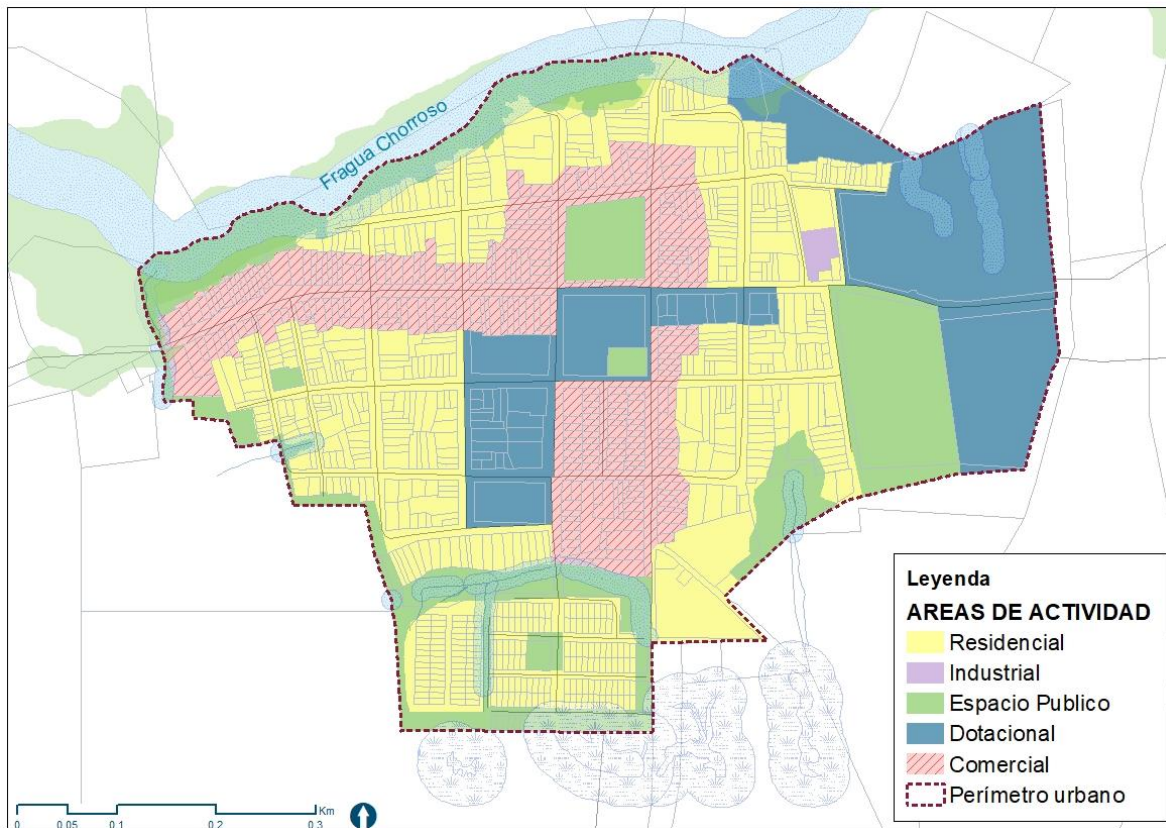 Fragua Chorroso
Leyenda
AREAS DE ACTIVIDAD
Residencial
Industrial
Espacio Publico
Dotacional
Comercial
Perímetro urbano
Km
0 0.05 0.1 0.2 0.3